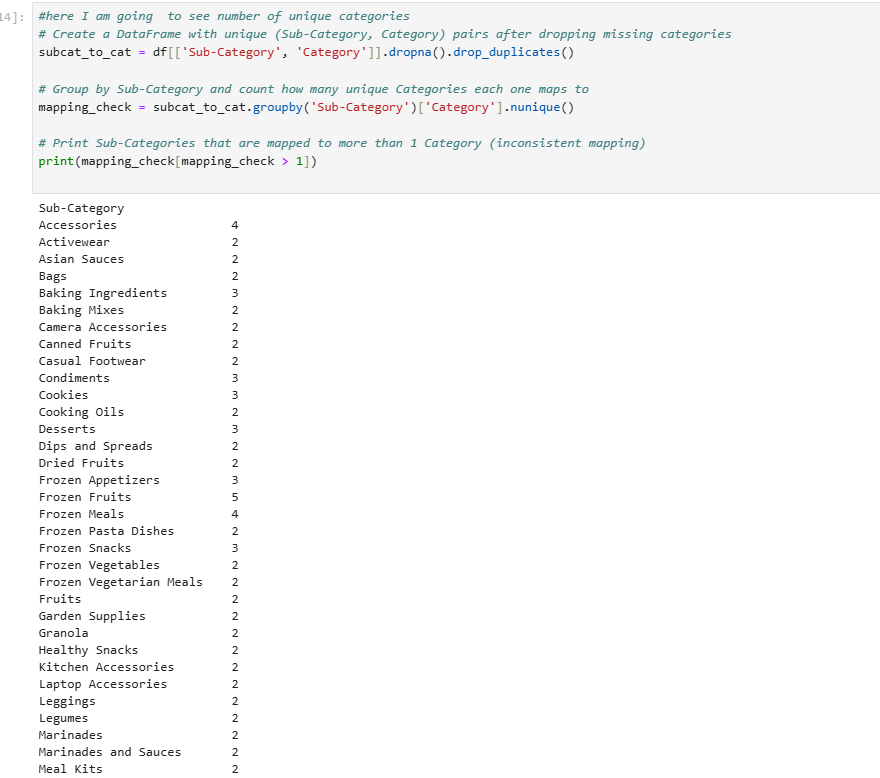 14]:
#here I am going  to see number of unique categories
# Create a DataFrame with unique (Sub-Category, Category) pairs after dropping missing categories
subcat_to_cat = df[['Sub-Category', 'Category']].dropna().drop_duplicates()

# Group by Sub-Category and count how many unique Categories each one maps to
mapping_check = subcat_to_cat.groupby('Sub-Category')['Category'].nunique()

# Print Sub-Categories that are mapped to more than 1 Category (inconsistent mapping)
print(mapping_check[mapping_check > 1])

Sub-Category
Accessories                4
Activewear                 2
Asian Sauces               2
Bags                       2
Baking Ingredients         3
Baking Mixes               2
Camera Accessories         2
Canned Fruits              2
Casual Footwear            2
Condiments                 3
Cookies                    3
Cooking Oils               2
Desserts                   3
Dips and Spreads           2
Dried Fruits               2
Frozen Appetizers          3
Frozen Fruits              5
Frozen Meals               4
Frozen Pasta Dishes        2
Frozen Snacks              3
Frozen Vegetables          2
Frozen Vegetarian Meals    2
Fruits                     2
Garden Supplies            2
Granola                    2
Healthy Snacks             2
Kitchen Accessories        2
Laptop Accessories         2
Leggings                   2
Legumes                    2
Marinades                  2
Marinades and Sauces       2
Meal Kits                  2